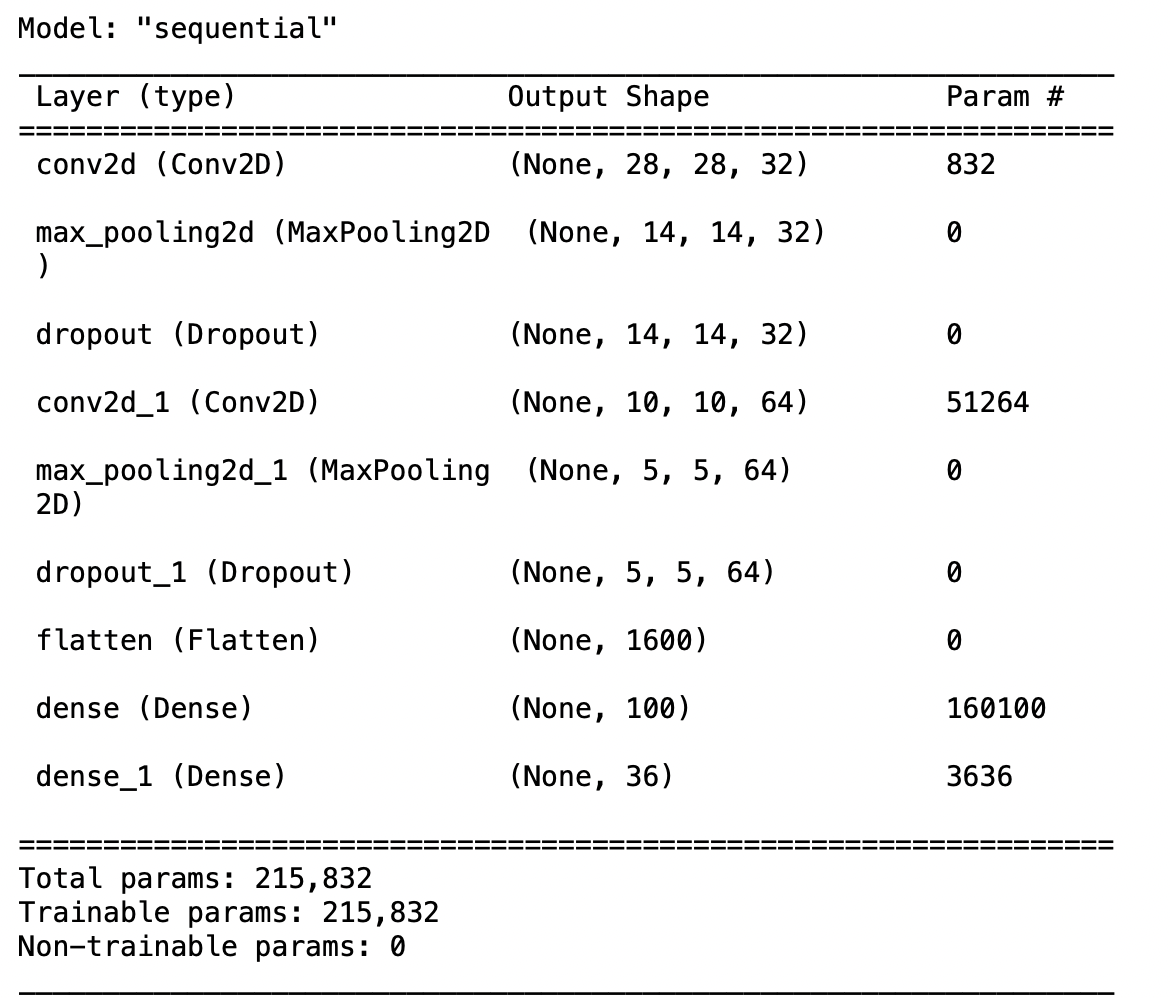 Model: "sequential"
Layer (type) Output Shape Param #
conv2d (Conv2D) (None, 28, 28, 32) 832
max_pooling2d (MaxPooling2D (None, 14, 14, 32) 0
)
dropout (Dropout) (None, 14, 14, 32) 0
conv2d_1 (Conv2D) (None, 10, 10, 64) 51264
max_pooling2d_1 (MaxPooling (None, 5, 5, 64) 0
2D)
dropout_1 (Dropout) (None, 5, 5, 64) 0
flatten (Flatten) (None, 1600) 0
dense (Dense) (None, 100) 160100
dense_1 (Dense) (None, 36) 3636
Total params: 215,832
Trainable params: 215,832
Non-trainable params: 0